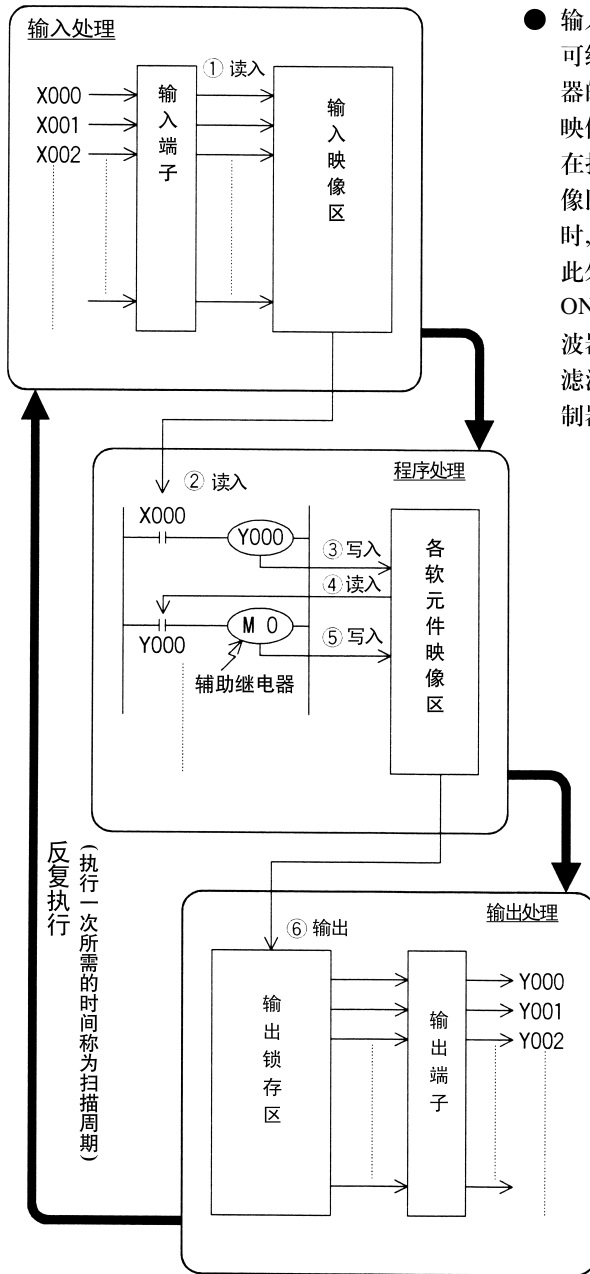 输入处理
① 读入
X000
X001
X002
输入端子
输入映像区
② 读入
程序处理
X000
Y000
③ 写入
④ 读入
Y000
M 0
⑤ 写入
辅助继电器
各软元件映像区
反复执行
(执行一次所需的时间称为扫描周期)
输出处理
⑥ 输出
输出锁存区
输出端子
Y000
Y001
Y002
● 输
可
器的
映像
在
像
时,
此外
ON
波器
滤波
制器